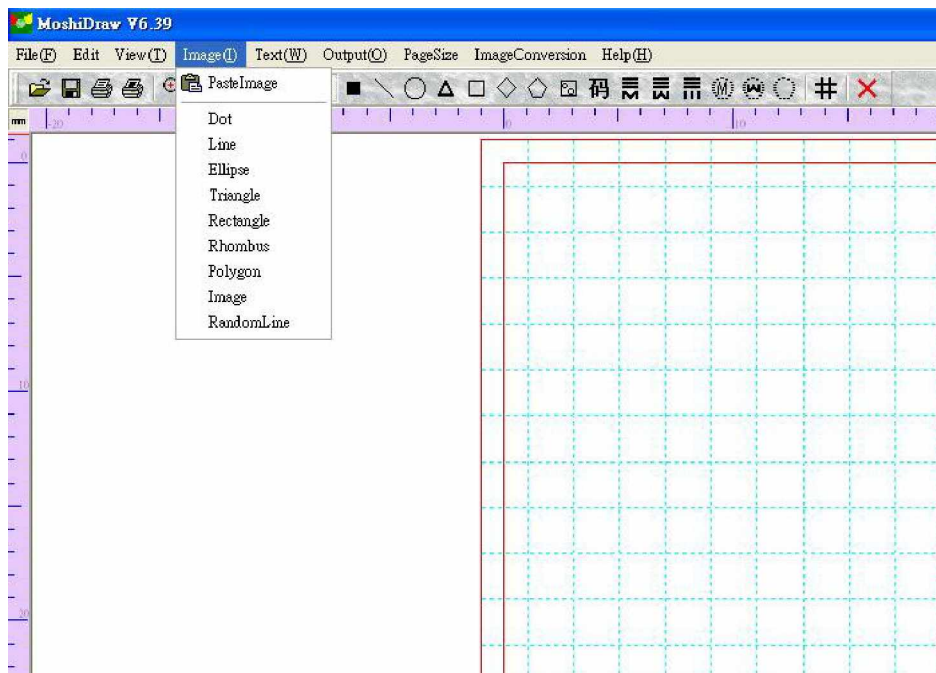 MoshiDraw V6.39
File(F) Edit View(T) Image(I) Text(W) Output(O) PageSize ImageConversion Help(H)
PasteImage
码
mm
-20 0 10
Dot
Line
Ellipse
Triangle
Rectangle
Rhombus
Polygon
Image
RandomLine
0
10
20